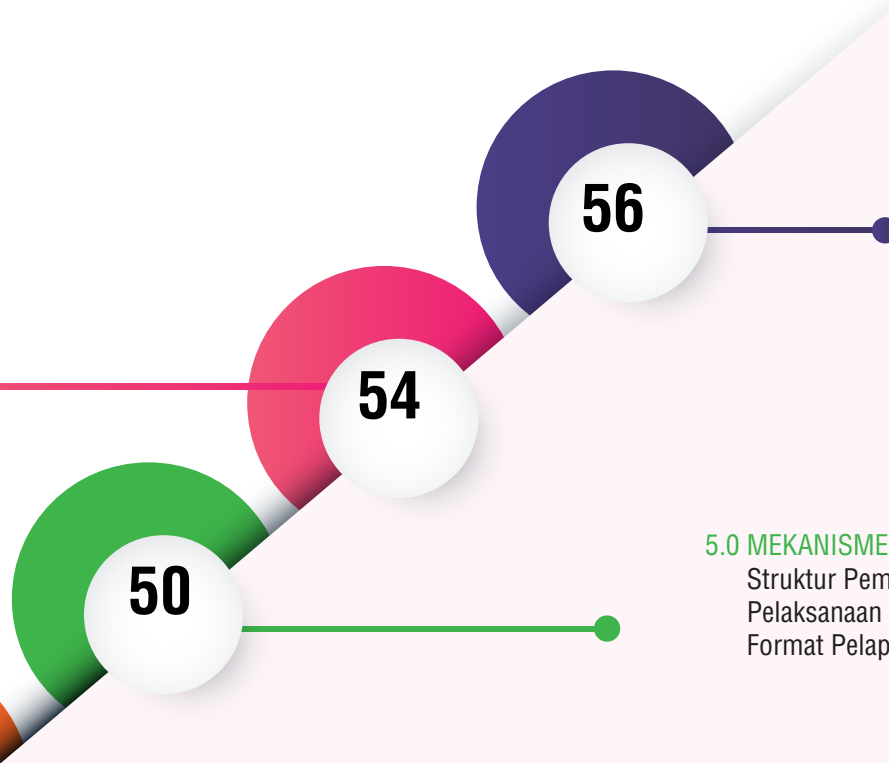 56
54
50
5.0 MEKANISME
Struktur Pem
Pelaksanaan
Format Pelap